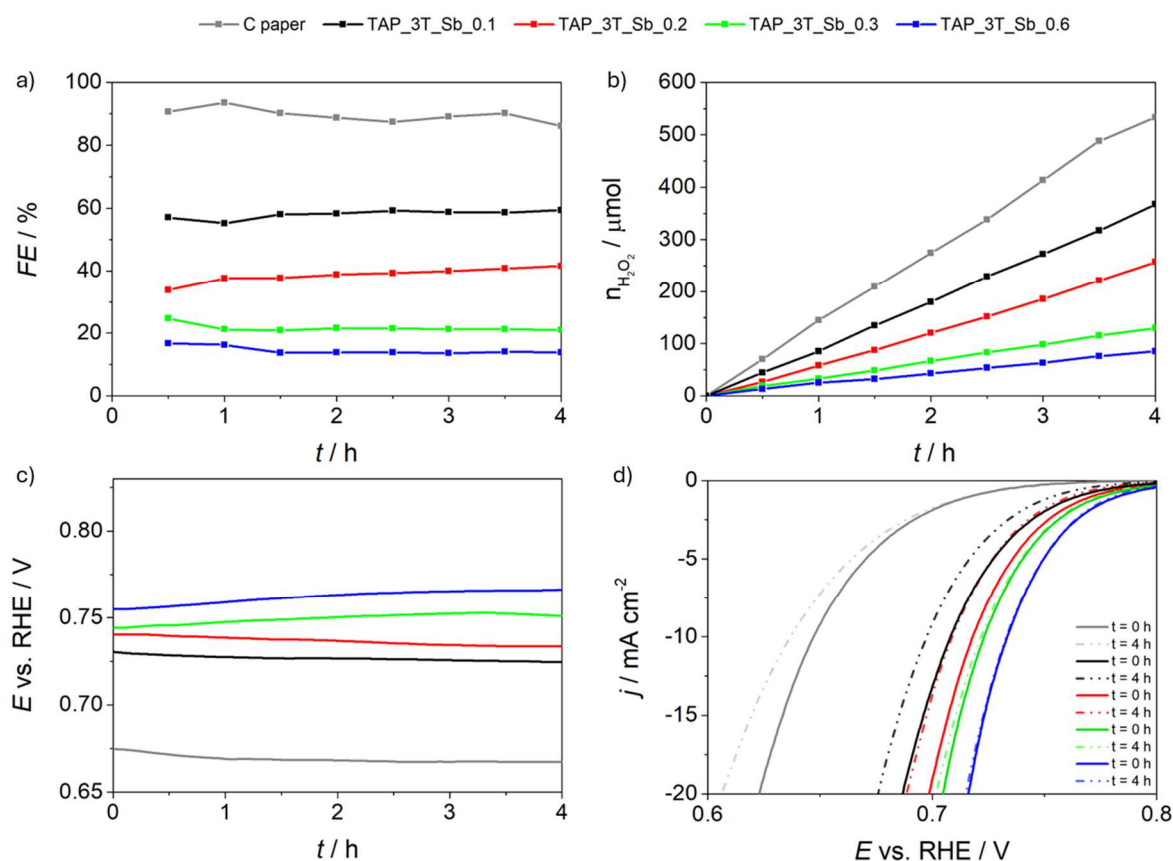 C paper TAP_3T_Sb_0.1 TAP_3T_Sb_0.2 TAP_3T_Sb_0.3 TAP_3T_Sb_0.6
a)
100
80
60
40
20
0
FE / %
0 1 2 3 4
t / h
b)
600
500
400
300
200
100
0
n_H₂O₂ / μmol
0 1 2 3 4
t / h
c)
0.80
0.75
0.70
0.65
E vs. RHE / V
0 1 2 3 4
t / h
d)
0
-5
-10
-15
-20
j / mA cm⁻²
t = 0 h
t = 4 h
t = 0 h
t = 4 h
t = 0 h
t = 4 h
t = 0 h
t = 4 h
t = 0 h
t = 4 h
0.6 0.7 0.8
E vs. RHE / V